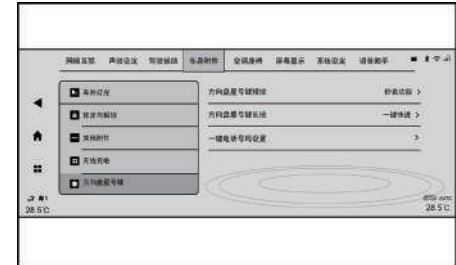 网络互联 声效设定 驾驶辅助 车身附件 空调座椅 屏幕显示 系统设定 语音助手
车外灯光
锁定与解锁
其他附件
无线充电
方向盘星号键
方向盘星号键短按
方向盘星号键长按
一键快进 >
一键电话号码设置 >
28.5℃
28.5℃